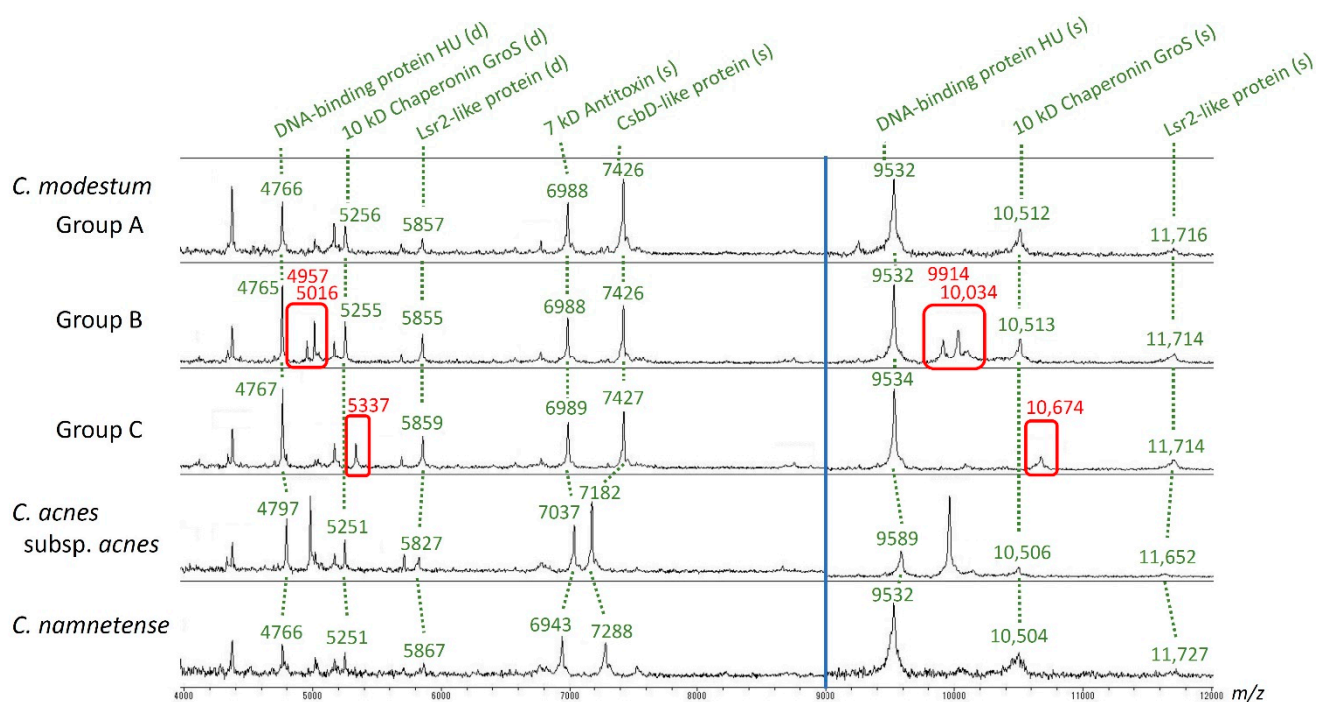 DNA-binding protein HU (d)
10 kD Chaperonin GroS (d)
Lsr2-like protein (d)
7 kD Antitoxin (s)
CsbD-like protein (s)
DNA-binding protein HU (s)
10 kD Chaperonin GroS (s)
Lsr2-like protein (s)
C. modestum
Group A
4766
5256
5857
6988
7426
9532
10,512
11,716
Group B
4765
4957
5016
5255
5855
6988
7426
9532
9914
10,034
10,513
11,714
Group C
4767
5337
5859
6989
7427
9534
10,674
11,714
C. acnes
subsp. acnes
4797
5251
5827
7037
7182
9589
10,506
11,652
C. namnetense
4766
5251
5867
6943
7288
9532
10,504
11,727
4000 5000 6000 7000 8000 9000 10000 11000 12000 m/z